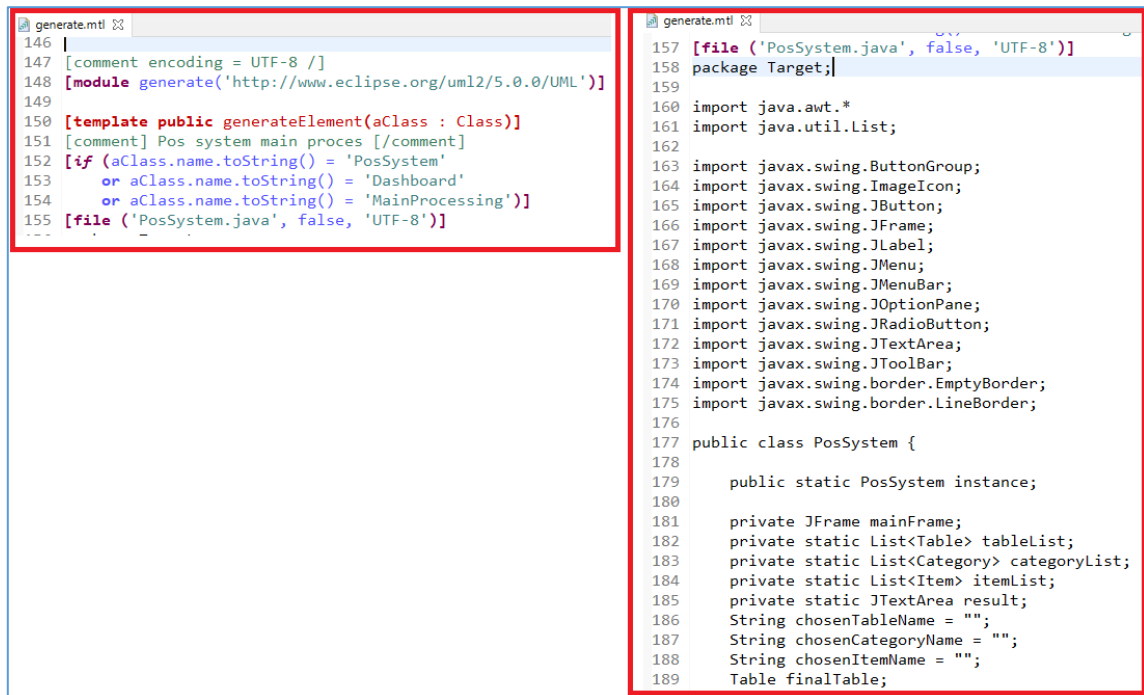 generate.mtl
146
147 [comment encoding = UTF-8 /]
148 [module generate('http://www.eclipse.org/uml2/5.0.0/UML')]
149
150 [template public generateElement(aClass : Class)]
151 [comment] Pos system main proces [/comment]
152 [if (aClass.name.toString() = 'PosSystem'
153 or aClass.name.toString() = 'Dashboard'
154 or aClass.name.toString() = 'MainProcessing')]
155 [file ('PosSystem.java', false, 'UTF-8')]
generate.mtl
157 [file ('PosSystem.java', false, 'UTF-8')]
158 package Target;
159
160 import java.awt.*
161 import java.util.List;
162
163 import javax.swing.ButtonGroup;
164 import javax.swing.ImageIcon;
165 import javax.swing.JButton;
166 import javax.swing.JFrame;
167 import javax.swing.JLabel;
168 import javax.swing.JMenu;
169 import javax.swing.JMenuBar;
170 import javax.swing.JOptionPane;
171 import javax.swing.JRadioButton;
172 import javax.swing.JTextArea;
173 import javax.swing.JToolBar;
174 import javax.swing.border.EmptyBorder;
175 import javax.swing.border.LineBorder;
176
177 public class PosSystem {
178
179 public static PosSystem instance;
180
181 private JFrame mainFrame;
182 private static List<Table> tableList;
183 private static List<Category> categoryList;
184 private static List<Item> itemList;
185 private static JTextArea result;
186 String chosenTableName = "";
187 String chosenCategoryName = "";
188 String chosenItemName = "";
189 Table finalTable;